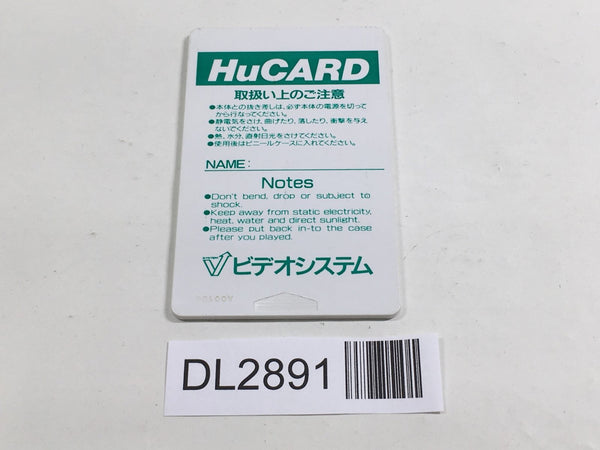 HuCARD
取扱い上のご注意
●本体との抜き差しは、必ず本体の電源を切って
から行なってください。
●静電気をさけ、曲げたり、落したり、衝撃を与え
ないでください。
●熱、水分、直射日光をさけてください。
●使用後はビニールケースに入れてください。
NAME:
Notes
●Don't bend, drop or subject to
shock.
●Keep away from static electricity,
heat, water and direct sunlight.
●Please put back in-to the case
after you played.
ビデオシステム
DL2891